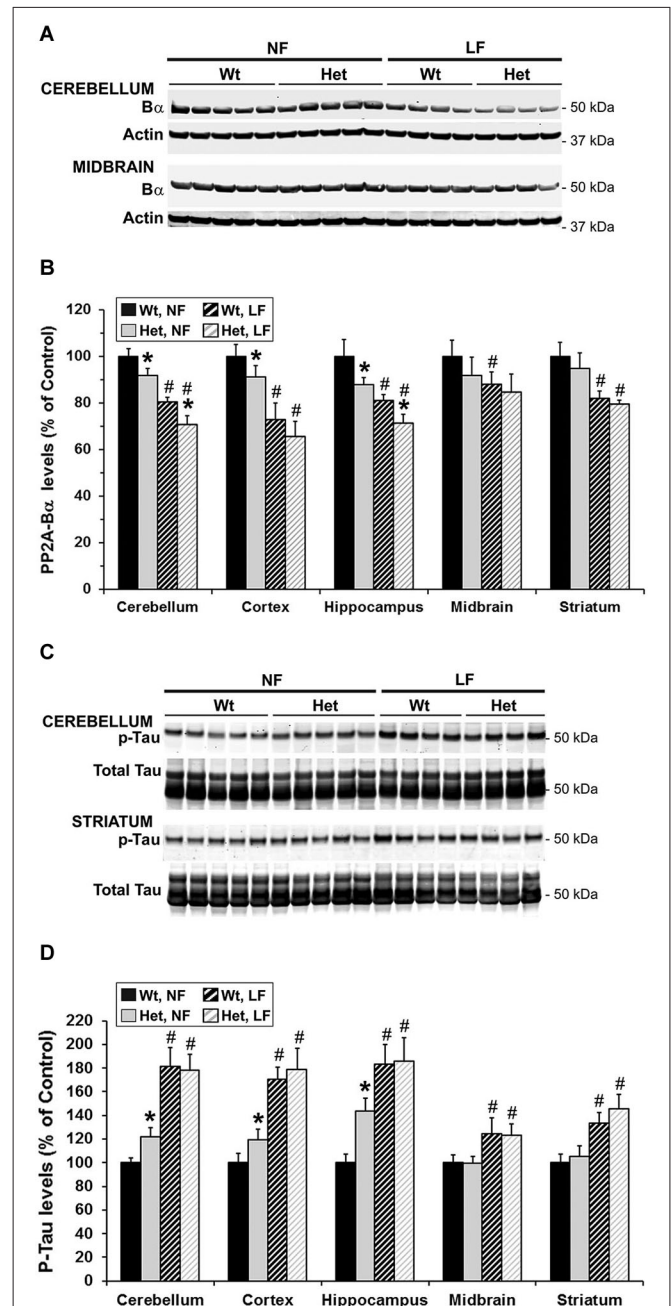 A
NF LF
Wt Het Wt Het
CEREBELLUM
Bα - 50 kDa
Actin - 37 kDa
MIDBRAIN
Bα - 50 kDa
Actin - 37 kDa
B
PP2A-Bα levels (% of Control)
Wt, NF Wt, LF
Het, NF Het, LF
120
100
80
60
40
20
0
* # # *
* # #
* # # *
#
# #
Cerebellum Cortex Hippocampus Midbrain Striatum
C
NF LF
Wt Het Wt Het
CEREBELLUM
p-Tau - 50 kDa
Total Tau - 50 kDa
STRIATUM
p-Tau - 50 kDa
Total Tau - 50 kDa
D
P-Tau levels (% of Control)
Wt, NF Wt, LF
Het, NF Het, LF
220
200
180
160
140
120
100
80
60
40
20
0
* # #
* # #
* # #
# #
# #
Cerebellum Cortex Hippocampus Midbrain Striatum